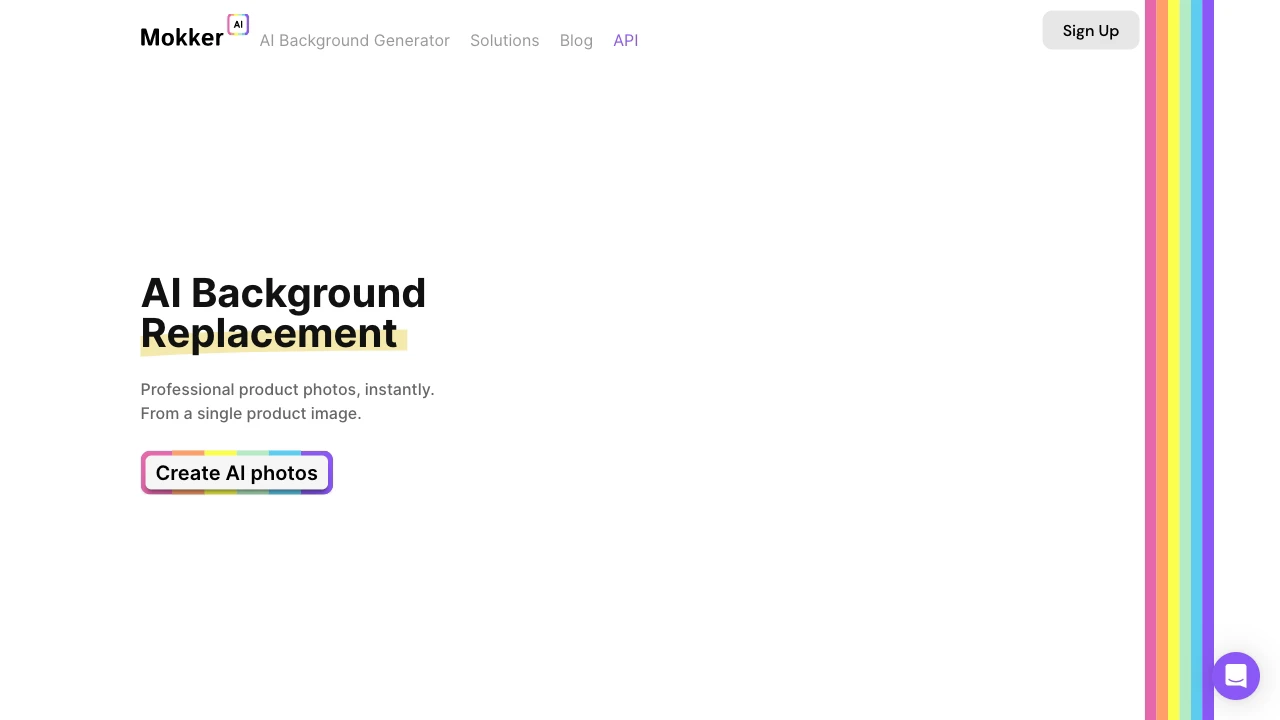 Mokker AI
AI Background Generator
Solutions
Blog
API
Sign Up
AI Background
Replacement
Professional product photos, instantly.
From a single product image.
Create AI photos